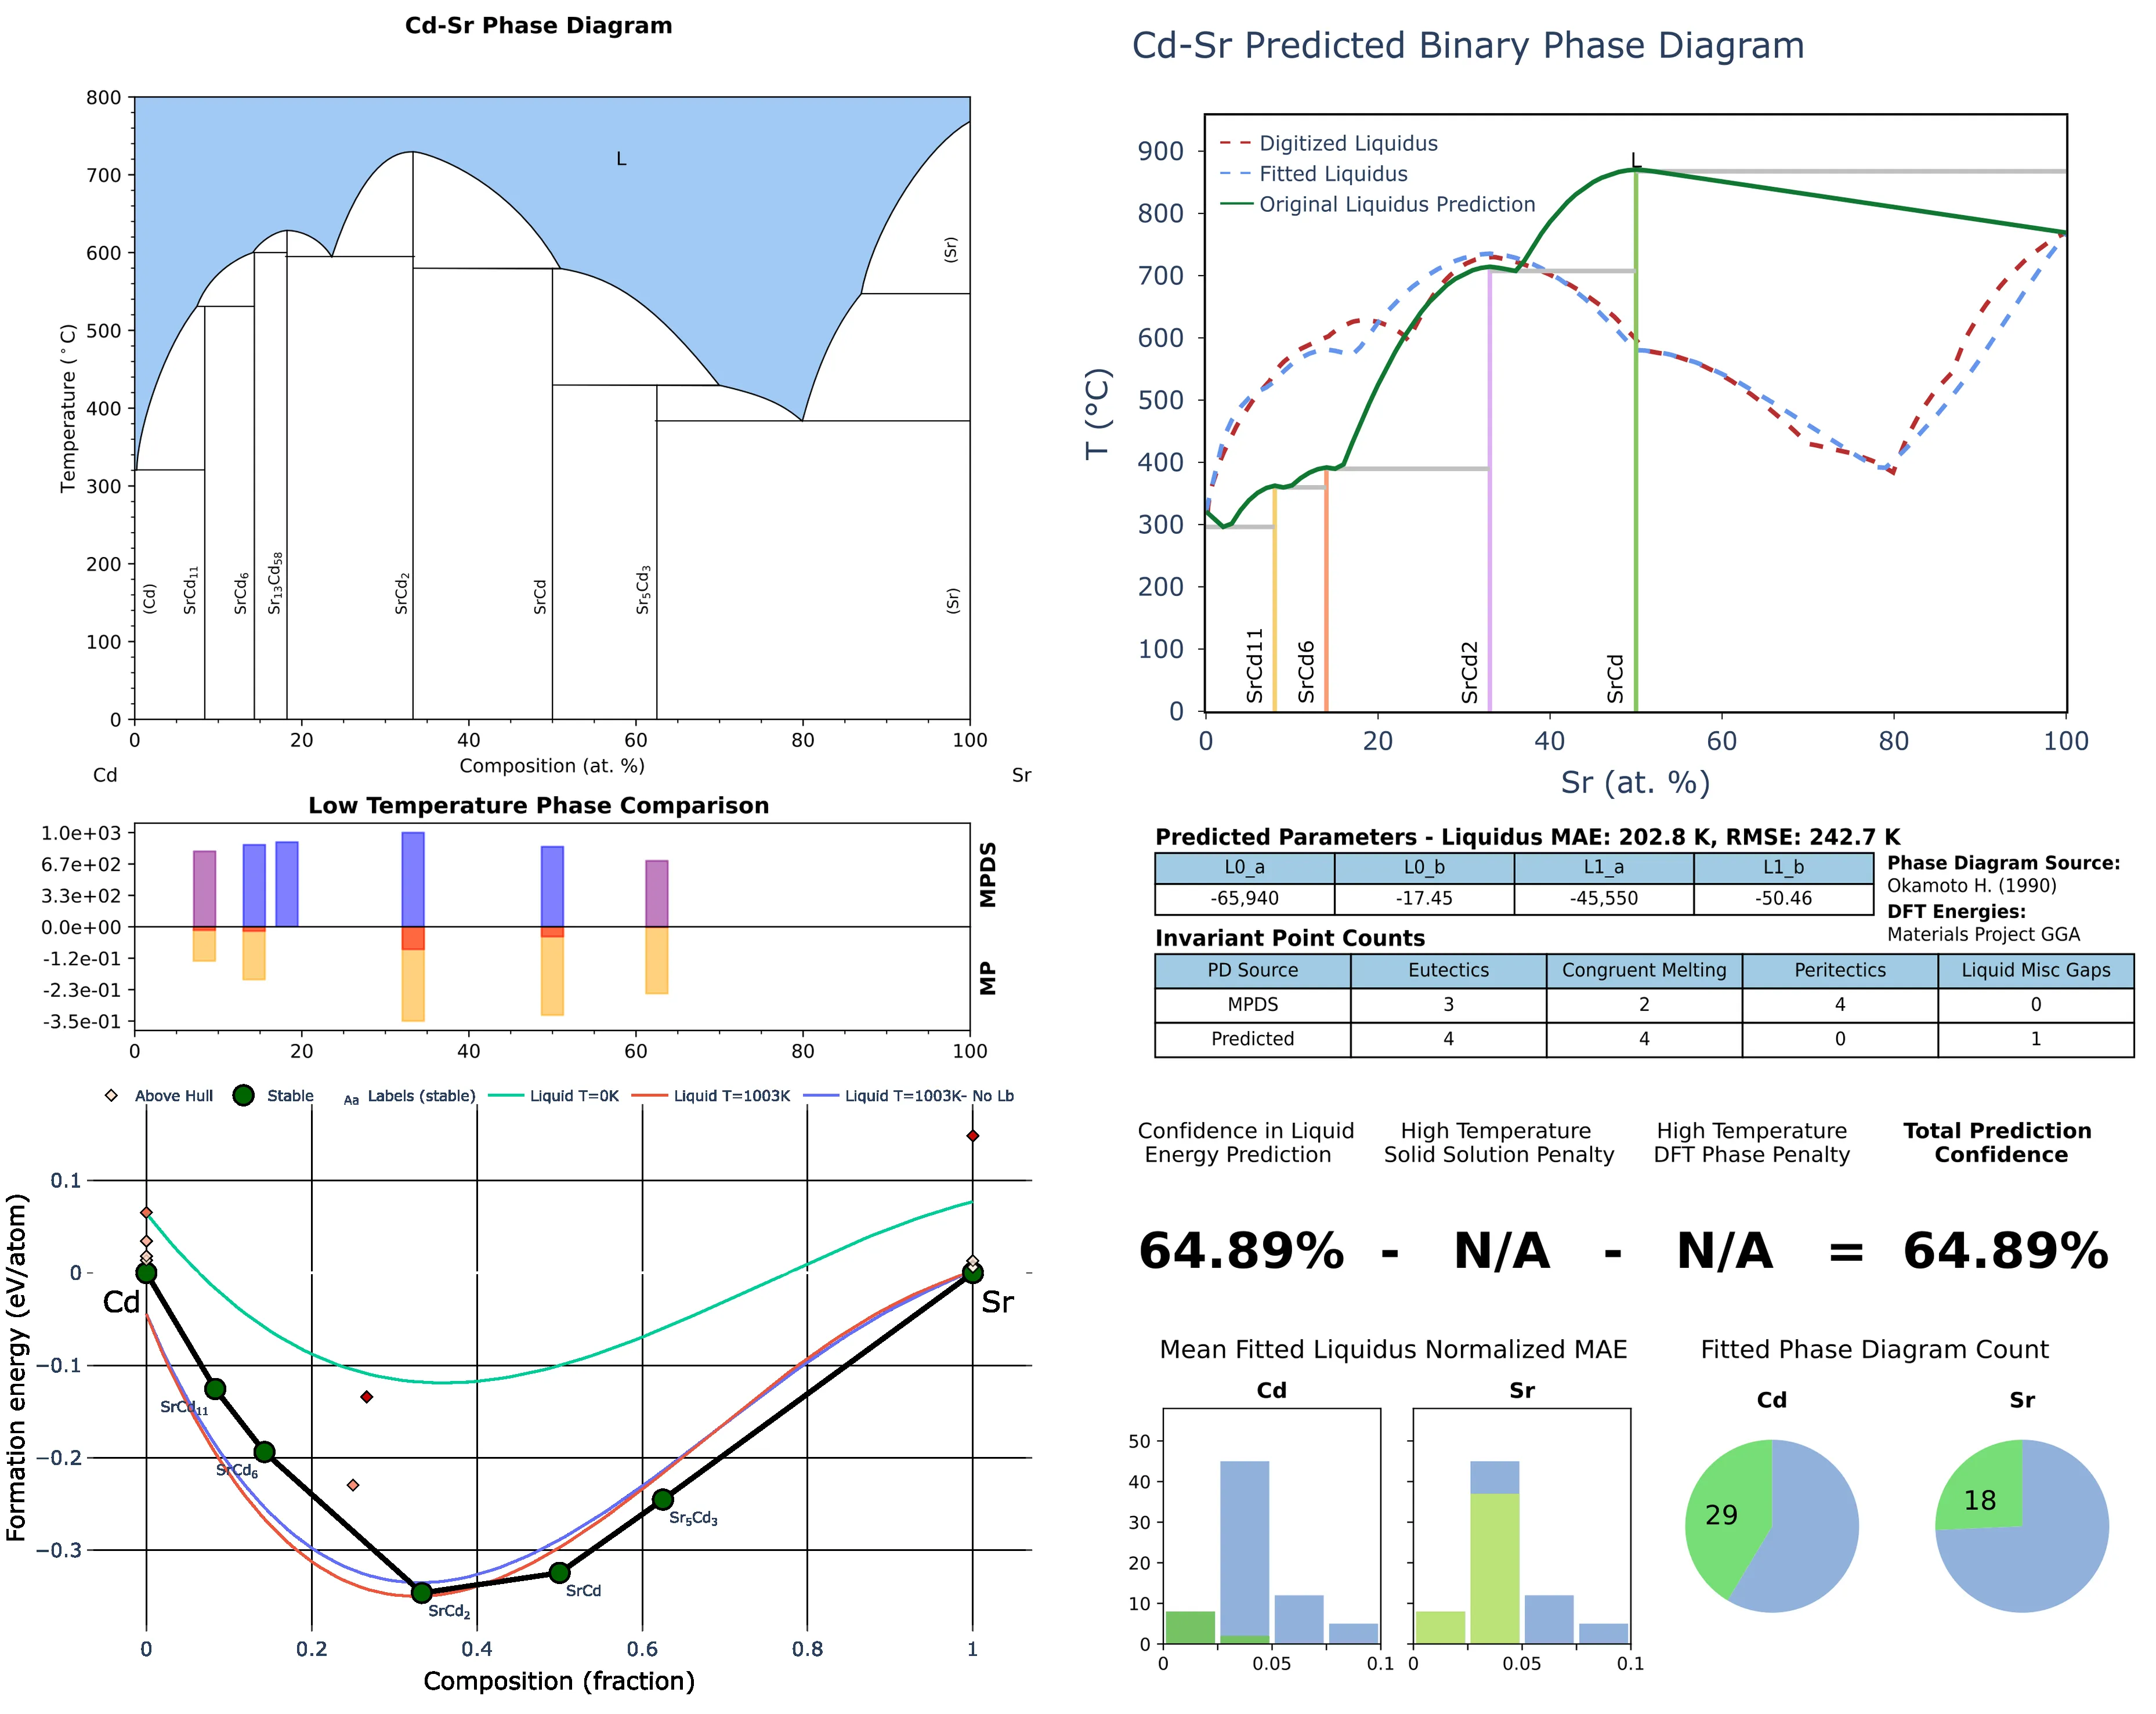 Cd-Sr Phase Diagram
800
700
600
500
400
300
200
100
0
Temperature (°C)
L
(Cd)
SrCd₁₁
SrCd₆
Sr₁₃Cd₅₈
SrCd₂
SrCd
Sr₅Cd₃
(Sr)
(Sr)
0 20 40 60 80 100
Composition (at. %)
Cd Sr
Low Temperature Phase Comparison
1.0e+03
6.7e+02
3.3e+02
0.0e+00
-1.2e-01
-2.3e-01
-3.5e-01
MPDS
MP
0 20 40 60 80 100
Above Hull Stable Aa Labels (stable) Liquid T=0K Liquid T=1003K Liquid T=1003K- No Lb
0.1
0
−0.1
−0.2
−0.3
Formation energy (eV/atom)
Cd
Sr
SrCd₁₁
SrCd₆
SrCd₂
SrCd
Sr₅Cd₃
0 0.2 0.4 0.6 0.8 1
Composition (fraction)
Cd-Sr Predicted Binary Phase Diagram
Digitized Liquidus
Fitted Liquidus
Original Liquidus Prediction
L
900
800
700
600
500
400
300
200
100
0
T (°C)
SrCd11
SrCd6
SrCd2
SrCd
0 20 40 60 80 100
Sr (at. %)
Predicted Parameters - Liquidus MAE: 202.8 K, RMSE: 242.7 K
L0_a L0_b L1_a L1_b
-65,940 -17.45 -45,550 -50.46
Phase Diagram Source:
Okamoto H. (1990)
DFT Energies:
Materials Project GGA
Invariant Point Counts
PD Source Eutectics Congruent Melting Peritectics Liquid Misc Gaps
MPDS 3 2 4 0
Predicted 4 4 0 1
Confidence in Liquid
Energy Prediction
High Temperature
Solid Solution Penalty
High Temperature
DFT Phase Penalty
Total Prediction
Confidence
64.89% - N/A - N/A = 64.89%
Mean Fitted Liquidus Normalized MAE
Cd
Sr
50
40
30
20
10
0
0 0.05 0.1
0 0.05 0.1
Fitted Phase Diagram Count
Cd
29
Sr
18